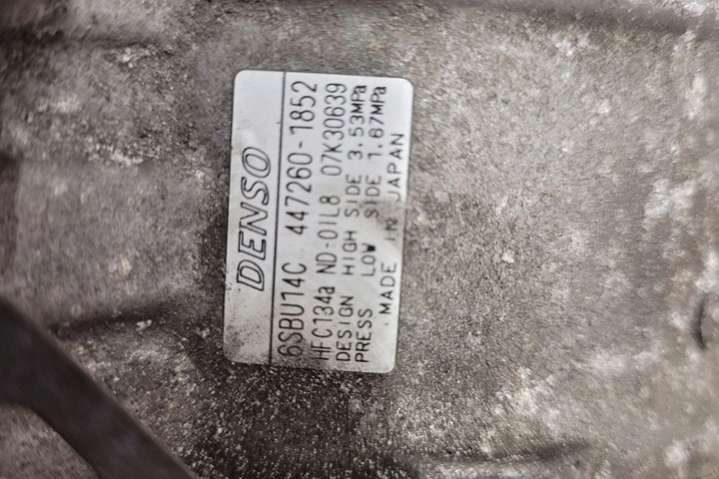 DENSO
6SBU14C 447260-1852
HFC134a ND-OIL8 07K30639
DESIGN HIGH SIDE 3.53MPa
PRESS LOW SIDE 1.67MPa
MADE IN JAPAN